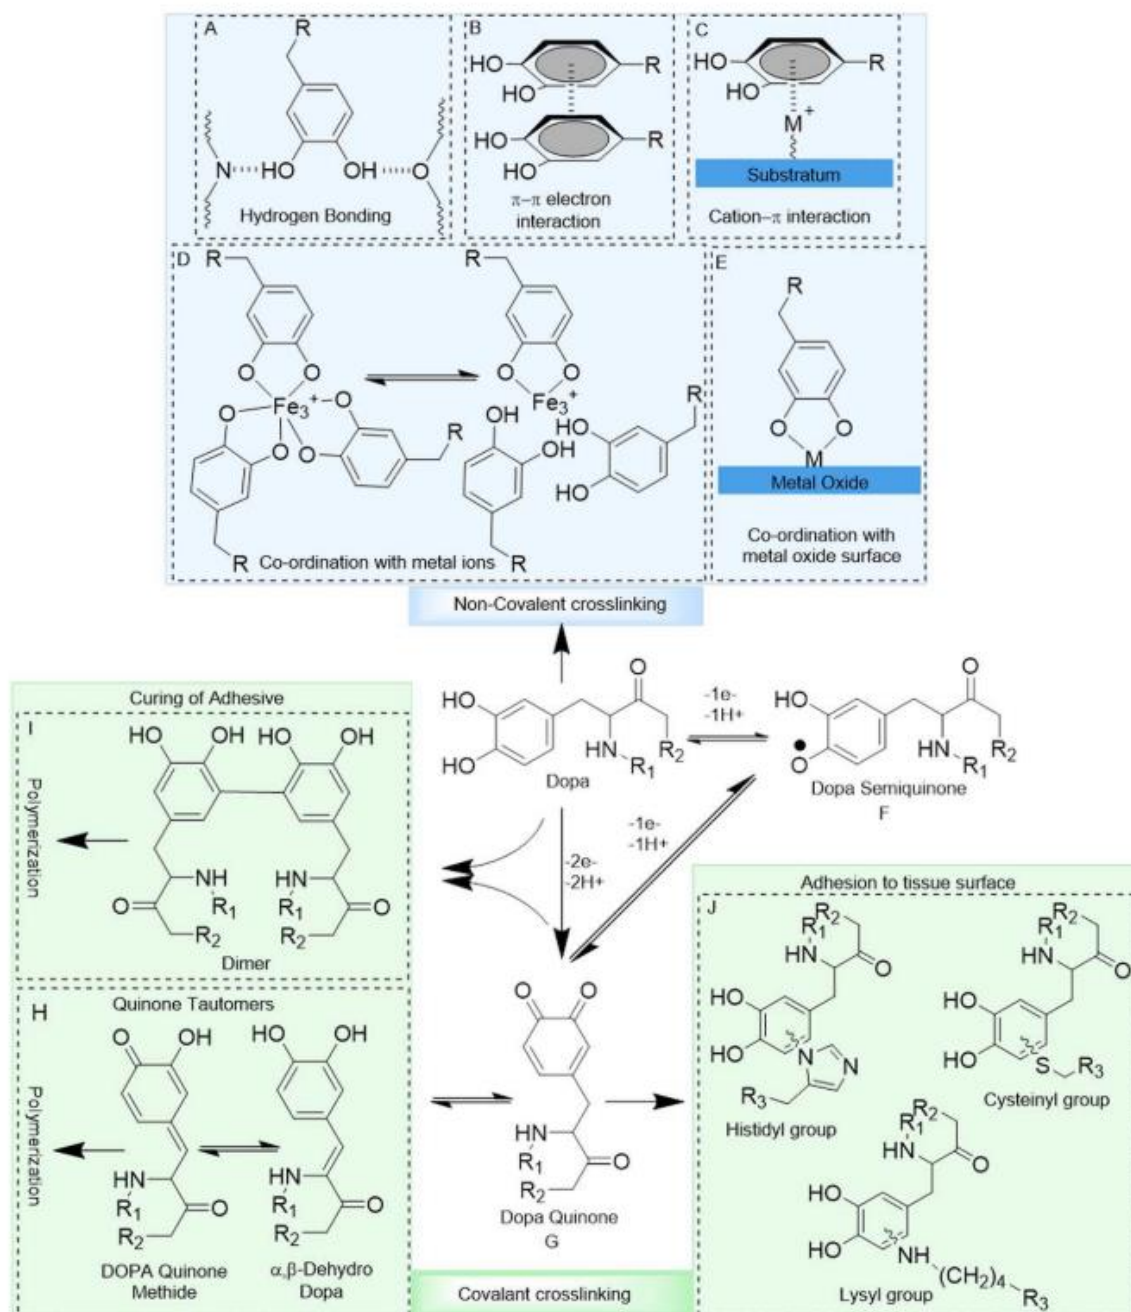 A
R
N
HO
OH
O
Hydrogen Bonding
B
HO
HO
R
HO
HO
R
π–π electron
interaction
C
HO
HO
R
M+
Substratum
Cation–π interaction
D
R
O
O
Fe3+
O
O
O
O
R
R
R
O
O
Fe3+
OH
HO
OH
HO
R
R
Co-ordination with metal ions
E
R
O
O
M
Metal Oxide
Co-ordination with
metal oxide surface
Non-Covalent crosslinking
Curing of Adhesive
I
HO
OH
HO
OH
Polymerization
NH
HN
O
R1
R1
O
R2
R2
Dimer
HO
HO
O
HN
R1
R2
Dopa
-1e-
-1H+
HO
O
O
HN
R1
R2
Dopa Semiquinone
F
-1e-
-1H+
-2e-
-2H+
Quinone Tautomers
H
O
OH
HO
OH
Polymerization
HN
R1
O
R2
HN
R1
O
R2
DOPA Quinone
Methide
α,β-Dehydro
Dopa
O
O
HN
R1
O
R2
Dopa Quinone
G
Adhesion to tissue surface
J
R2
R1
HN
O
HO
HO
N
N
R3
Histidyl group
R2
R1
HN
O
HO
HO
S
R3
Cysteinyl group
R2
R1
HN
O
HO
HO
NH
(CH2)4
R3
Lysyl group
Covalant crosslinking